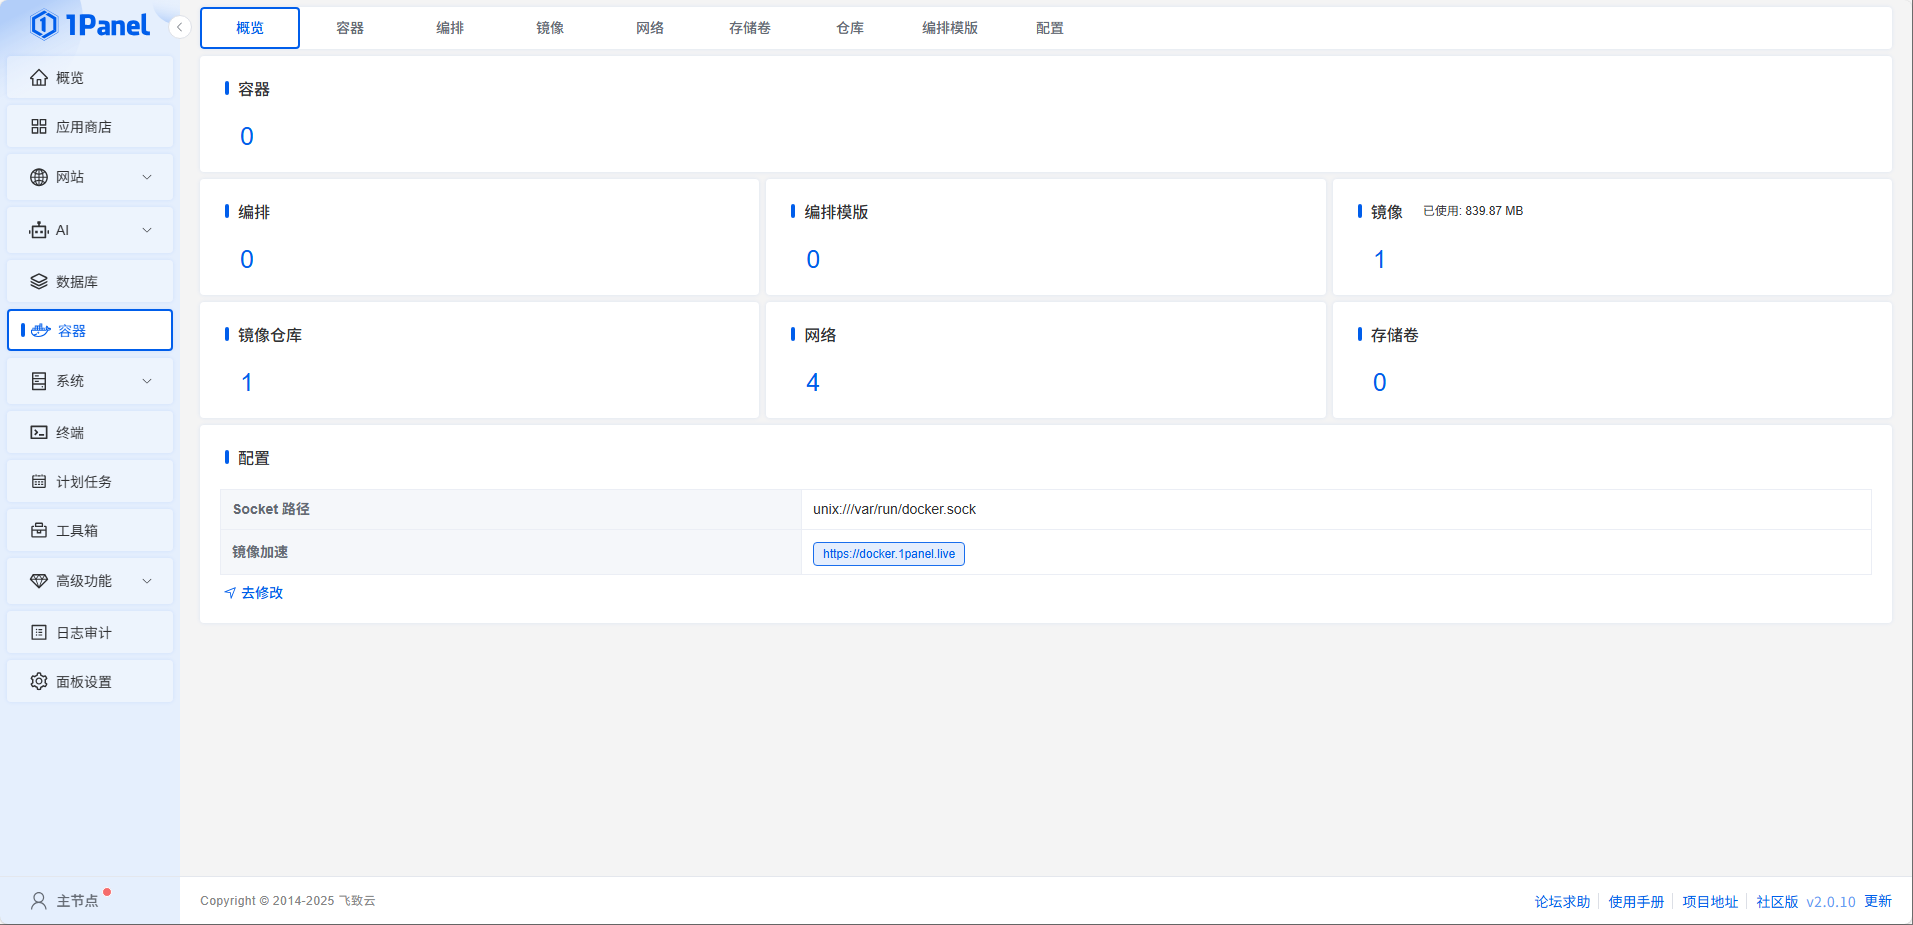 1Panel
概览
应用商店
网站
AI
数据库
容器
系统
终端
计划任务
工具箱
高级功能
日志审计
面板设置
主节点
概览 容器 编排 镜像 网络 存储卷 仓库 编排模版 配置
容器
0
编排
0
编排模版
0
镜像 已使用: 839.87 MB
1
镜像仓库
1
网络
4
存储卷
0
配置
Socket 路径 unix:///var/run/docker.sock
镜像加速 https://docker.1panel.live
去修改
Copyright © 2014-2025 飞致云
论坛求助 使用手册 项目地址 社区版 v2.0.10 更新